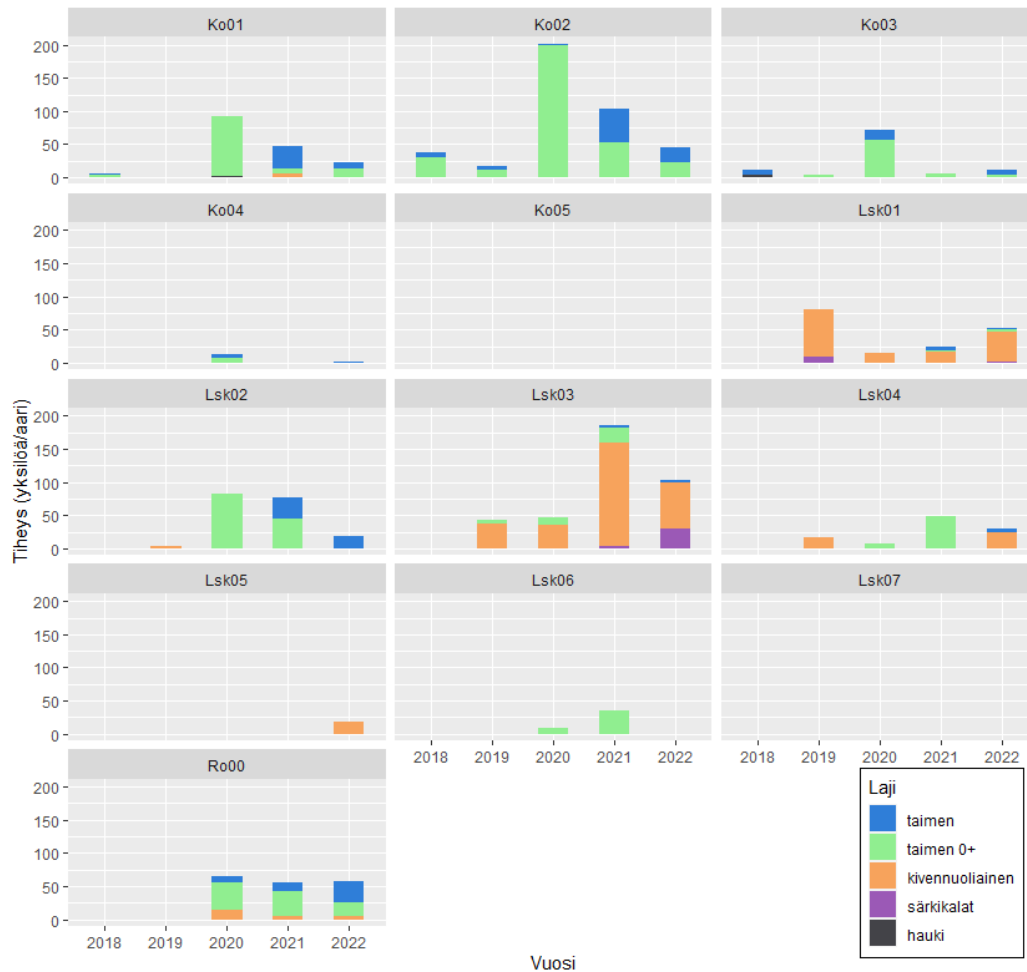 Ko01 Ko02 Ko03
200
150
100
50
0
Ko04 Ko05 Lsk01
200
150
100
50
0
Lsk02 Lsk03 Lsk04
200
150
100
50
0
Tiheys (yksilöä/aari)
Lsk05 Lsk06 Lsk07
200
150
100
50
0
2018 2019 2020 2021 2022 2018 2019 2020 2021 2022
Ro00
200
150
100
50
0
2018 2019 2020 2021 2022
Vuosi
Laji
taimen
taimen 0+
kivennuoliainen
särkikalat
hauki